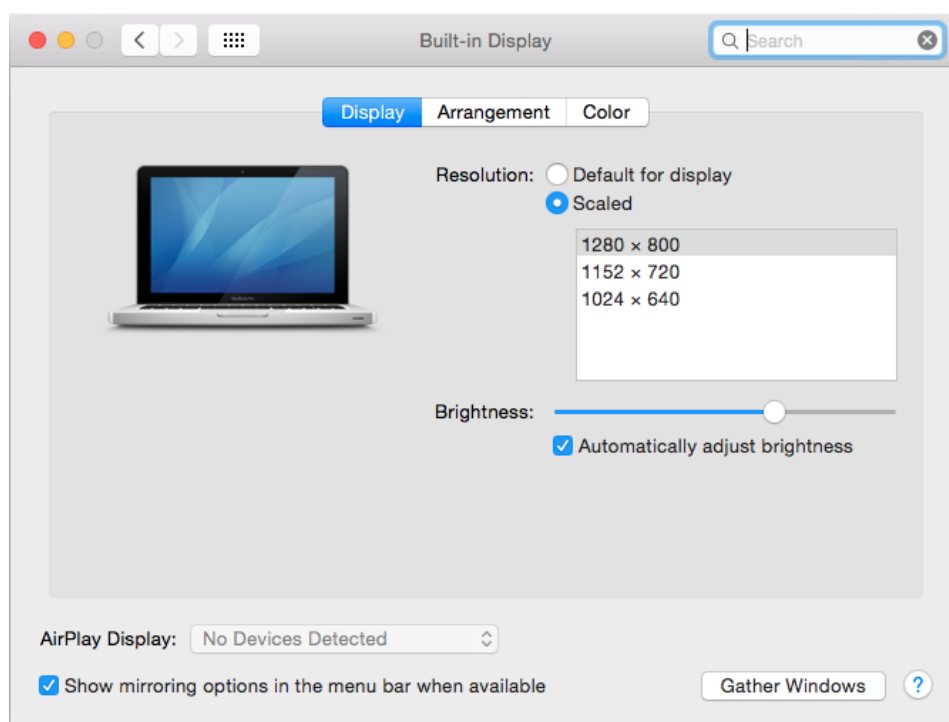 Built-in Display
Search
Display Arrangement Color
Resolution: Default for display
Scaled
1280 × 800
1152 × 720
1024 × 640
Brightness:
Automatically adjust brightness
AirPlay Display: No Devices Detected
Show mirroring options in the menu bar when available
Gather Windows ?